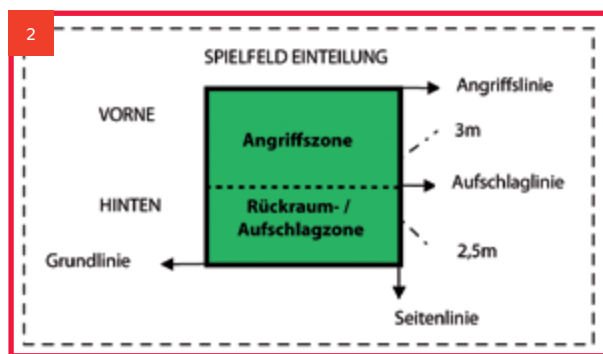 2
SPIELFELD EINTEILUNG
Angriffslinie
VORNE
3m
Angriffszone
Aufschlaglinie
HINTEN
Rückraum- /
Aufschlagzone
2,5m
Grundlinie
Seitenlinie